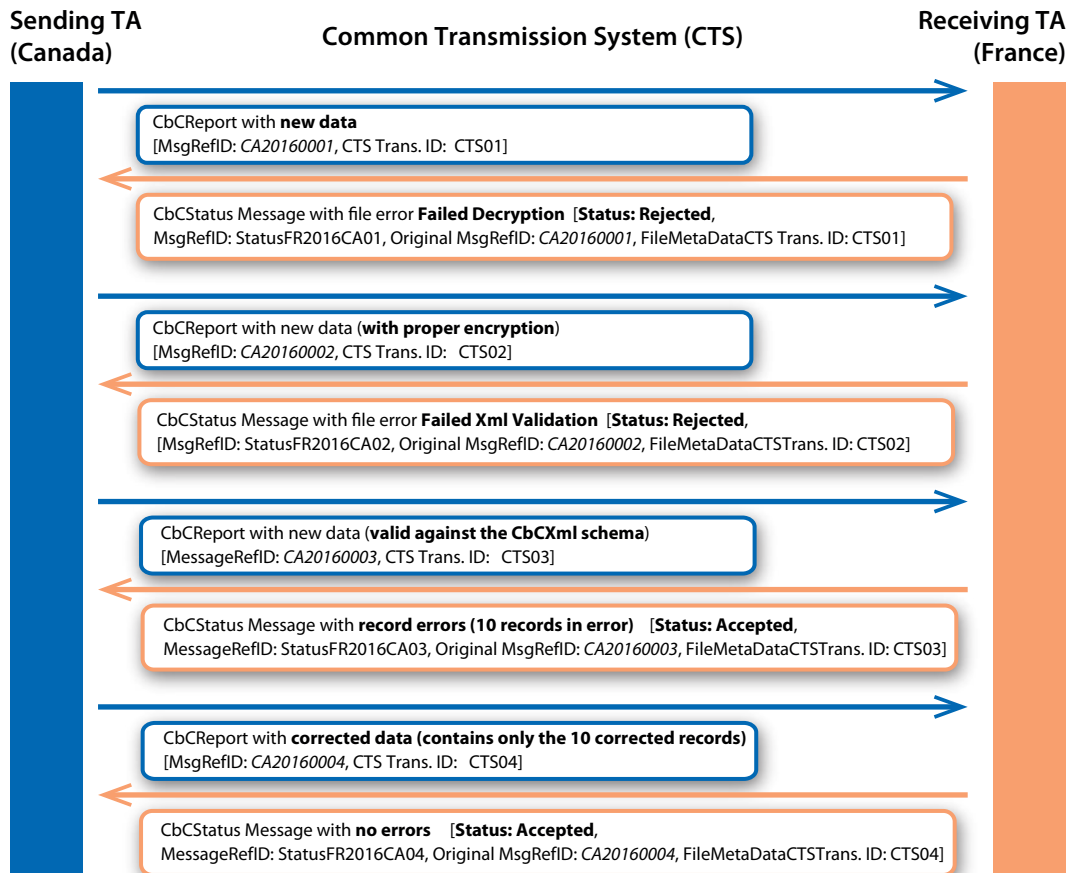 Sending TA
(Canada)
Common Transmission System (CTS)
Receiving TA
(France)
CbCReport with new data
[MsgRefID: CA20160001, CTS Trans. ID: CTS01]
CbCStatus Message with file error Failed Decryption [Status: Rejected,
MsgRefID: StatusFR2016CA01, Original MsgRefID: CA20160001, FileMetaDataCTS Trans. ID: CTS01]
CbCReport with new data (with proper encryption)
[MsgRefID: CA20160002, CTS Trans. ID: CTS02]
CbCStatus Message with file error Failed Xml Validation [Status: Rejected,
[MsgRefID: StatusFR2016CA02, Original MsgRefID: CA20160002, FileMetaDataCTSTrans. ID: CTS02]
CbCReport with new data (valid against the CbCXml schema)
[MessageRefID: CA20160003, CTS Trans. ID: CTS03]
CbCStatus Message with record errors (10 records in error) [Status: Accepted,
MessageRefID: StatusFR2016CA03, Original MsgRefID: CA20160003, FileMetaDataCTSTrans. ID: CTS03]
CbCReport with corrected data (contains only the 10 corrected records)
[MsgRefID: CA20160004, CTS Trans. ID: CTS04]
CbCStatus Message with no errors [Status: Accepted,
MessageRefID: StatusFR2016CA04, Original MsgRefID: CA20160004, FileMetaDataCTSTrans. ID: CTS04]